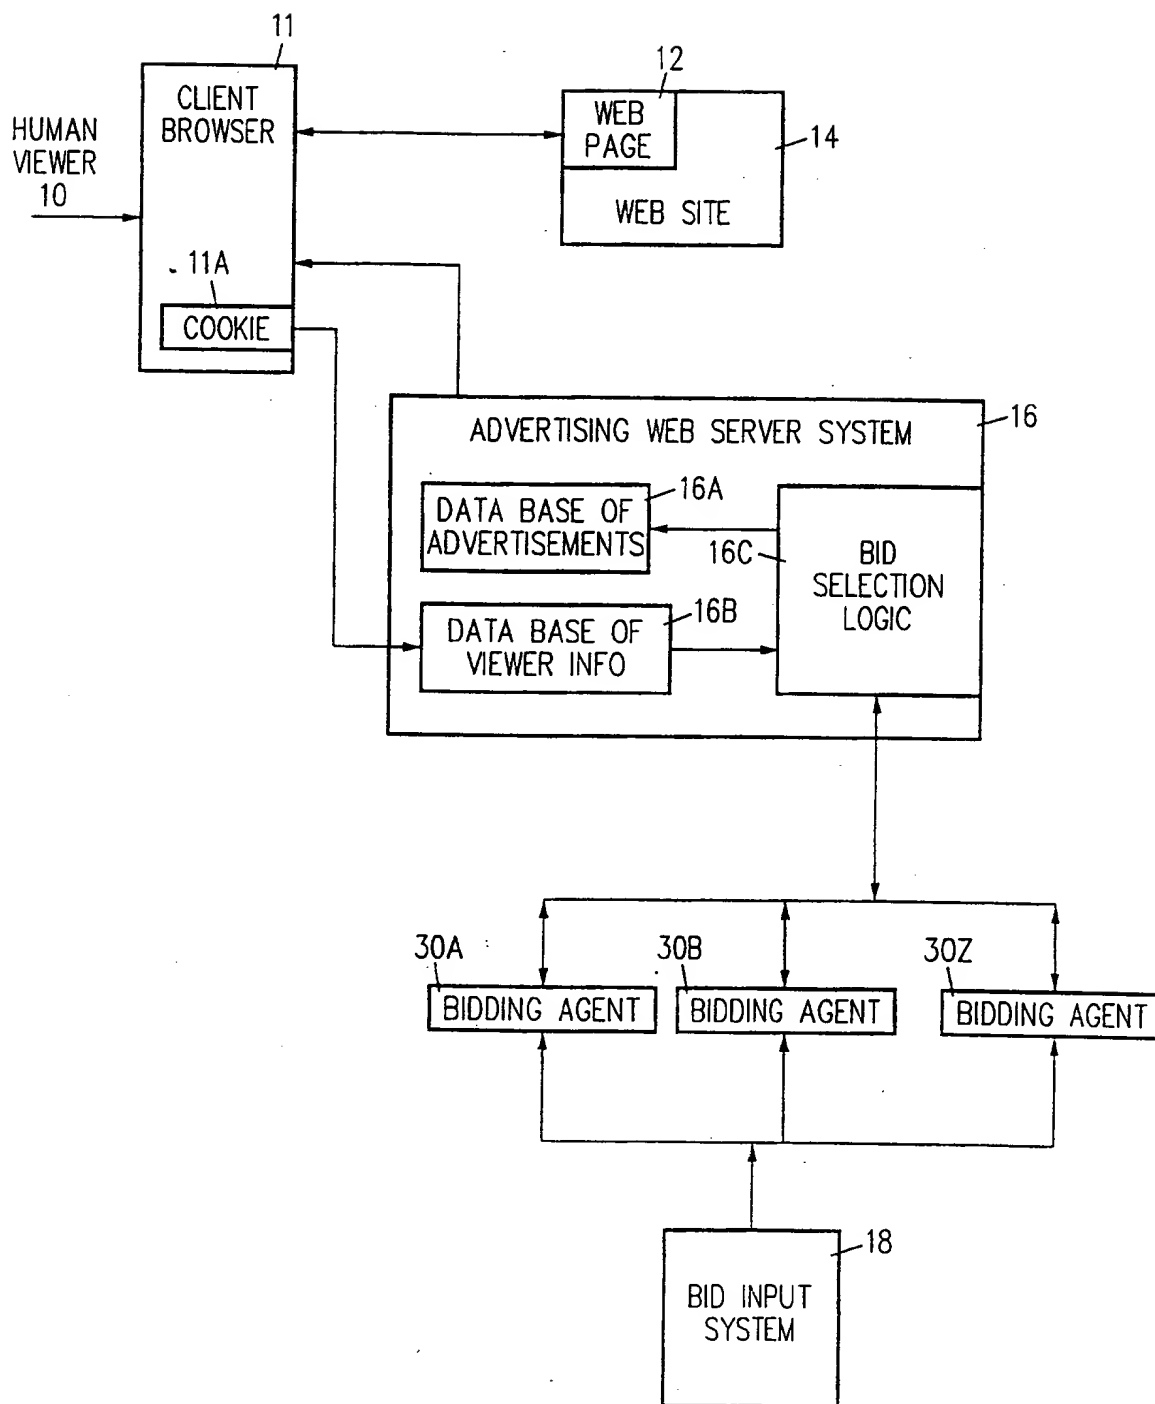 11
CLIENT
BROWSER
HUMAN
VIEWER
10
12
WEB
PAGE
14
WEB SITE
11A
COOKIE
16
ADVERTISING WEB SERVER SYSTEM
16A
DATA BASE OF
ADVERTISEMENTS
16C
BID
SELECTION
LOGIC
16B
DATA BASE OF
VIEWER INFO
30A
BIDDING AGENT
30B
BIDDING AGENT
30Z
BIDDING AGENT
18
BID INPUT
SYSTEM